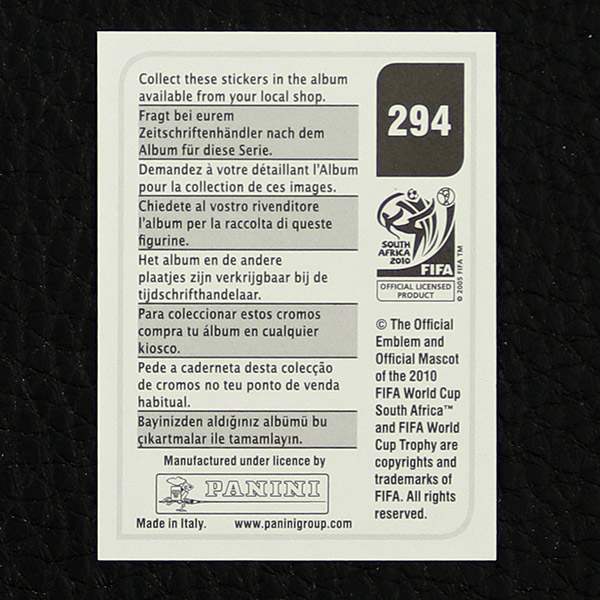 Collect these stickers in the album
available from your local shop.
Fragt bei eurem
Zeitschriftenhändler nach dem
Album für diese Serie.
Demandez à votre détaillant l'Album
pour la collection de ces images.
Chiedete al vostro rivenditore
l'album per la raccolta di queste
figurine.
Het album en de andere
plaatjes zijn verkrijgbaar bij de
tijdschrifthandelaar.
Para coleccionar estos cromos
compra tu álbum en cualquier
kiosco.
Pede a caderneta desta colecção
de cromos no teu ponto de venda
habitual.
Bayinizden aldığınız albümü bu
çıkartmalar ile tamamlayın.
Manufactured under licence by
PANINI
Made in Italy. www.paninigroup.com
294
SOUTH
AFRICA
2010
FIFA
OFFICIAL LICENSED
PRODUCT
© 2005 FIFA TM
© The Official
Emblem and
Official Mascot
of the 2010
FIFA World Cup
South Africa™
and FIFA World
Cup Trophy are
copyrights and
trademarks of
FIFA. All rights
reserved.